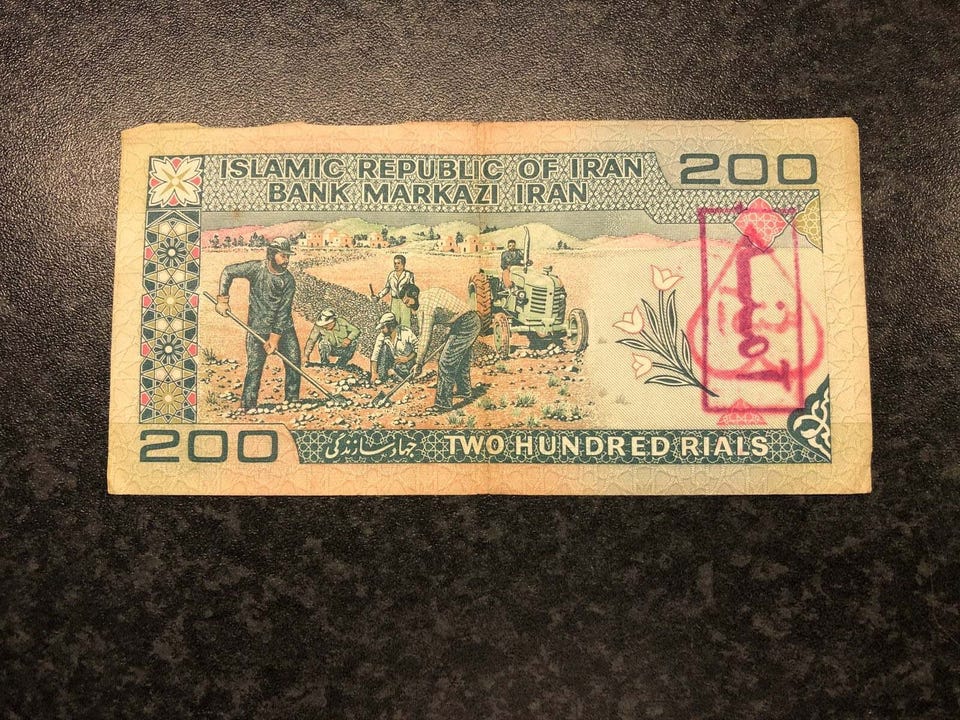 ISLAMIC REPUBLIC OF IRAN
200
BANK MARKAZI IRAN
200
جهاد سازندگی
TWO HUNDRED RIALS